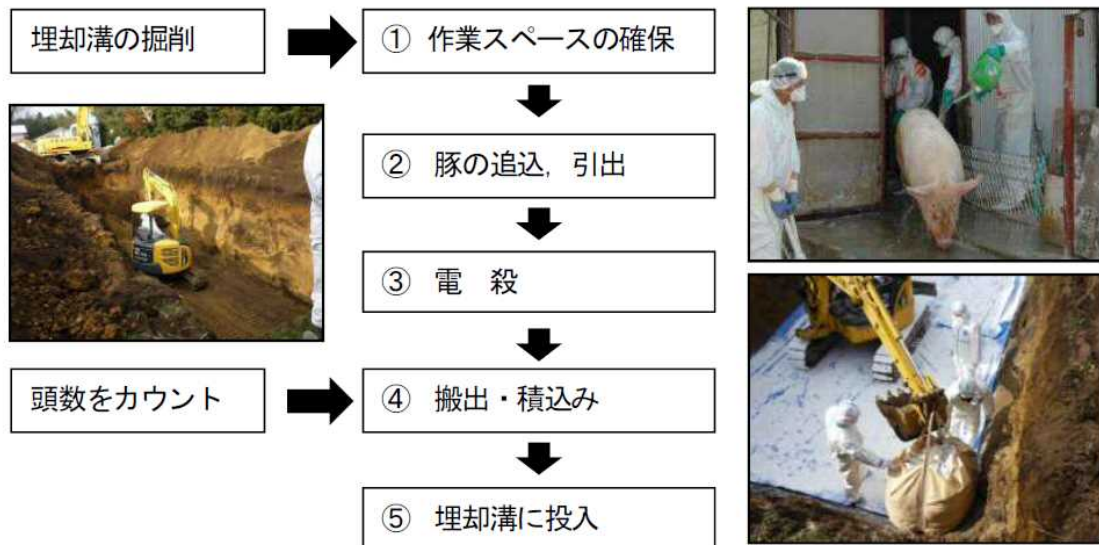 埋却溝の掘削
① 作業スペースの確保
② 豚の追込，引出
③ 電　殺
頭数をカウント
④ 搬出・積込み
⑤ 埋却溝に投入